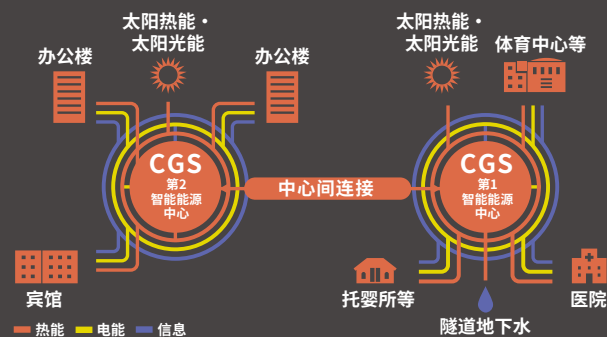 太阳热能・
太阳光能
办公楼
办公楼
太阳热能・
太阳光能
体育中心等
CGS
第2
智能能源
中心
中心间连接
CGS
第1
智能能源
中心
宾馆
托婴所等
隧道地下水
医院
热能
电能
信息